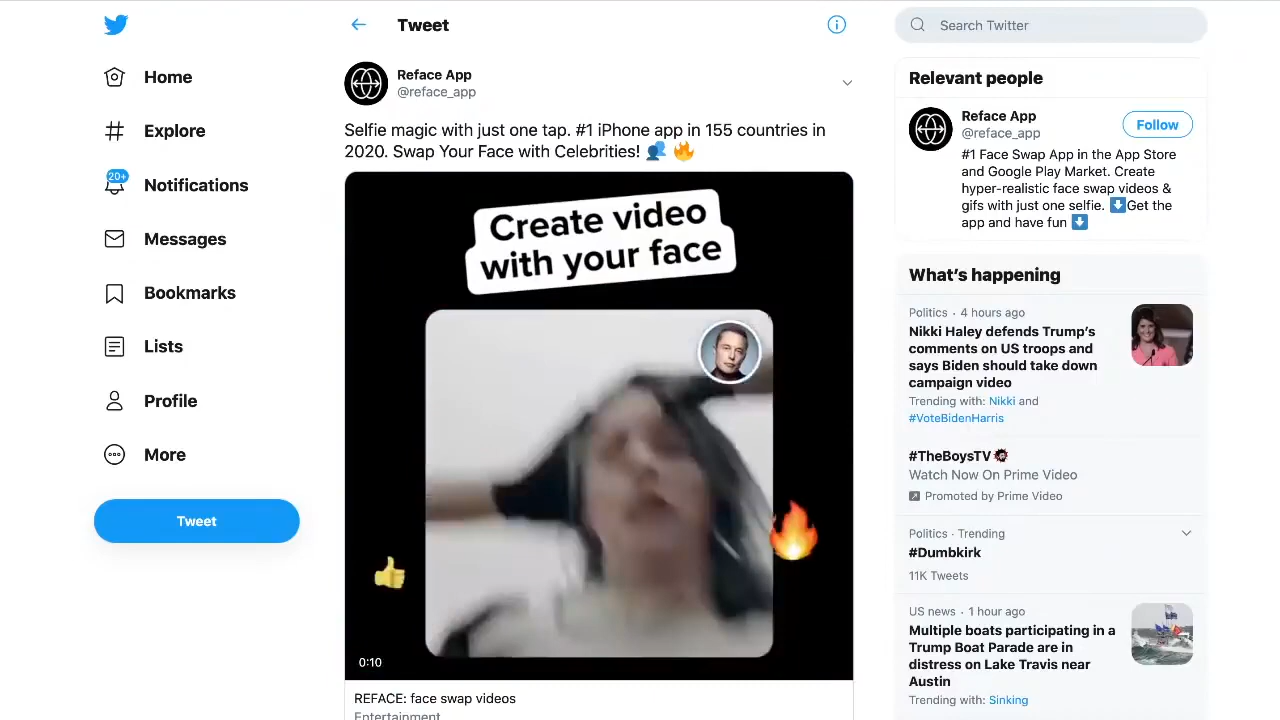 Home
Explore
20+
Notifications
Messages
Bookmarks
Lists
Profile
More
Tweet
Tweet
Reface App
@reface_app
Selfie magic with just one tap. #1 iPhone app in 155 countries in
2020. Swap Your Face with Celebrities! 👥 🔥
Create video
with your face
0:10
REFACE: face swap videos
Entertainment
Search Twitter
Relevant people
Reface App
@reface_app
Follow
#1 Face Swap App in the App Store
and Google Play Market. Create
hyper-realistic face swap videos &
gifs with just one selfie. ⬇️Get the
app and have fun ⬇️
What's happening
Politics · 4 hours ago
Nikki Haley defends Trump's
comments on US troops and
says Biden should take down
campaign video
Trending with: Nikki and
#VoteBidenHarris
#TheBoysTV
Watch Now On Prime Video
Promoted by Prime Video
Politics · Trending
#Dumbkirk
11K Tweets
US news · 1 hour ago
Multiple boats participating in a
Trump Boat Parade are in
distress on Lake Travis near
Austin
Trending with: Sinking